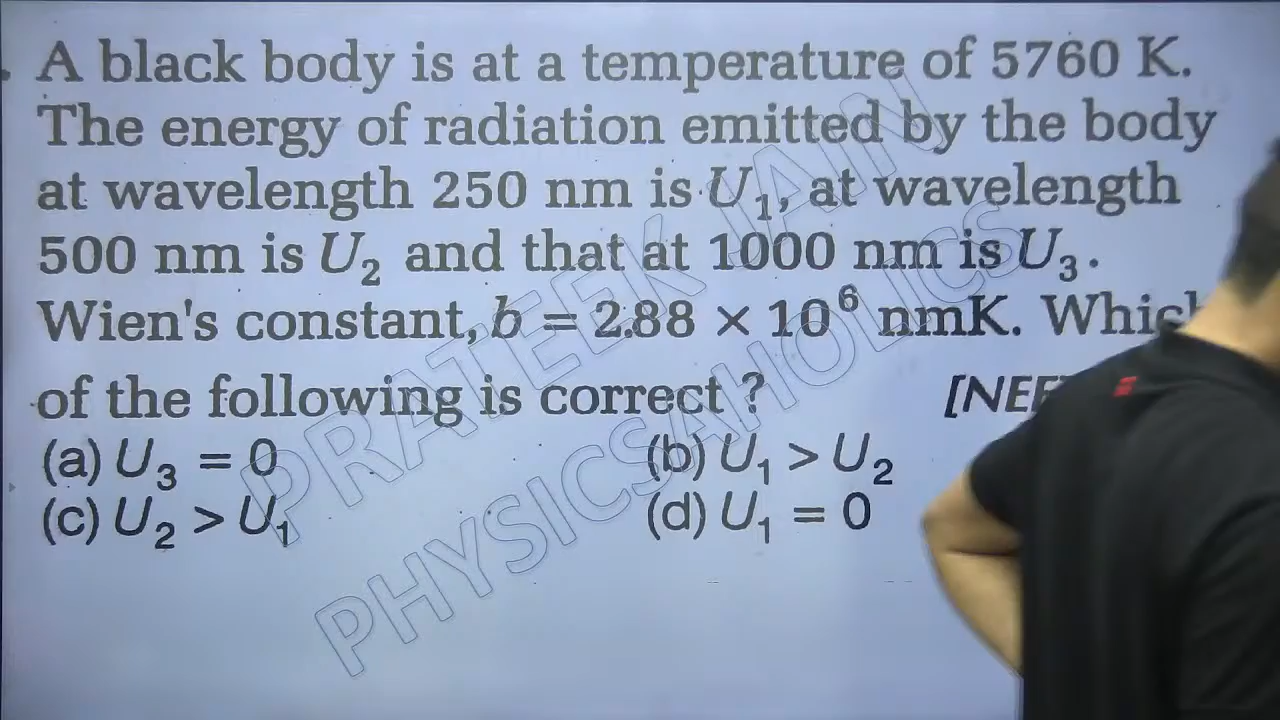 A black body is at a temperature of 5760 K.
The energy of radiation emitted by the body
at wavelength 250 nm is U₁, at wavelength
500 nm is U₂ and that at 1000 nm is U₃.
Wien's constant, b = 2.88 × 10⁶ nmK. Which
of the following is correct ? [NEE
(a) U₃ = 0 (b) U₁ > U₂
(c) U₂ > U₁ (d) U₁ = 0
PRATEEK JAIN
PHYSICSAHOLICS